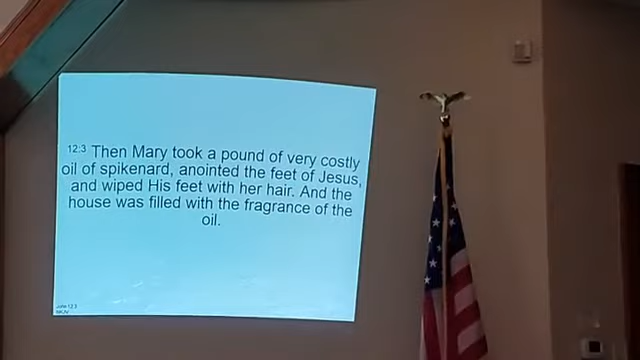 12:3 Then Mary took a pound of very costly
oil of spikenard, anointed the feet of Jesus,
and wiped His feet with her hair. And the
house was filled with the fragrance of the
oil.
John 12:3
NKJV